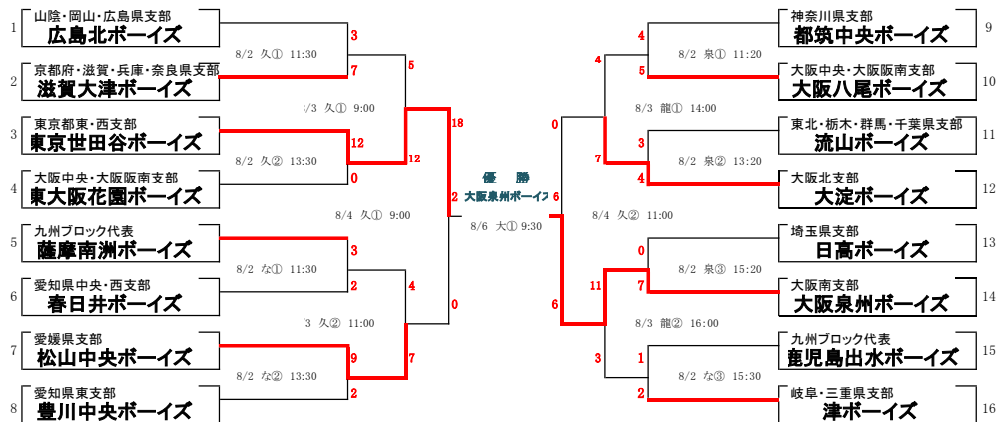 1
山陰・岡山・広島県支部
広島北ボーイズ
2
京都府・滋賀・兵庫・奈良県支部
滋賀大津ボーイズ
3
東京都東・西支部
東京世田谷ボーイズ
4
大阪中央・大阪阪南支部
東大阪花園ボーイズ
5
九州ブロック代表
薩摩南洲ボーイズ
6
愛知県中央・西支部
春日井ボーイズ
7
愛媛県支部
松山中央ボーイズ
8
愛知県東支部
豊川中央ボーイズ
3
8/2 久① 11:30
7
12
8/2 久② 13:30
0
3
8/2 な① 11:30
2
9
8/2 な② 13:30
2
5
/3 久① 9:00
12
4
3 久② 11:00
7
18
8/4 久① 9:00
0
優 勝
大阪泉州ボーイズ
2
6
8/6 大① 9:30
0
8/4 久② 11:00
6
4
8/3 龍① 14:00
7
11
8/3 龍② 16:00
3
4
8/2 泉① 11:20
5
3
8/2 泉② 13:20
4
0
8/2 泉③ 15:20
7
1
8/2 な③ 15:30
2
神奈川県支部
都筑中央ボーイズ
9
大阪中央・大阪阪南支部
大阪八尾ボーイズ
10
東北・栃木・群馬・千葉県支部
流山ボーイズ
11
大阪北支部
大淀ボーイズ
12
埼玉県支部
日高ボーイズ
13
大阪南支部
大阪泉州ボーイズ
14
九州ブロック代表
鹿児島出水ボーイズ
15
岐阜・三重県支部
津ボーイズ
16